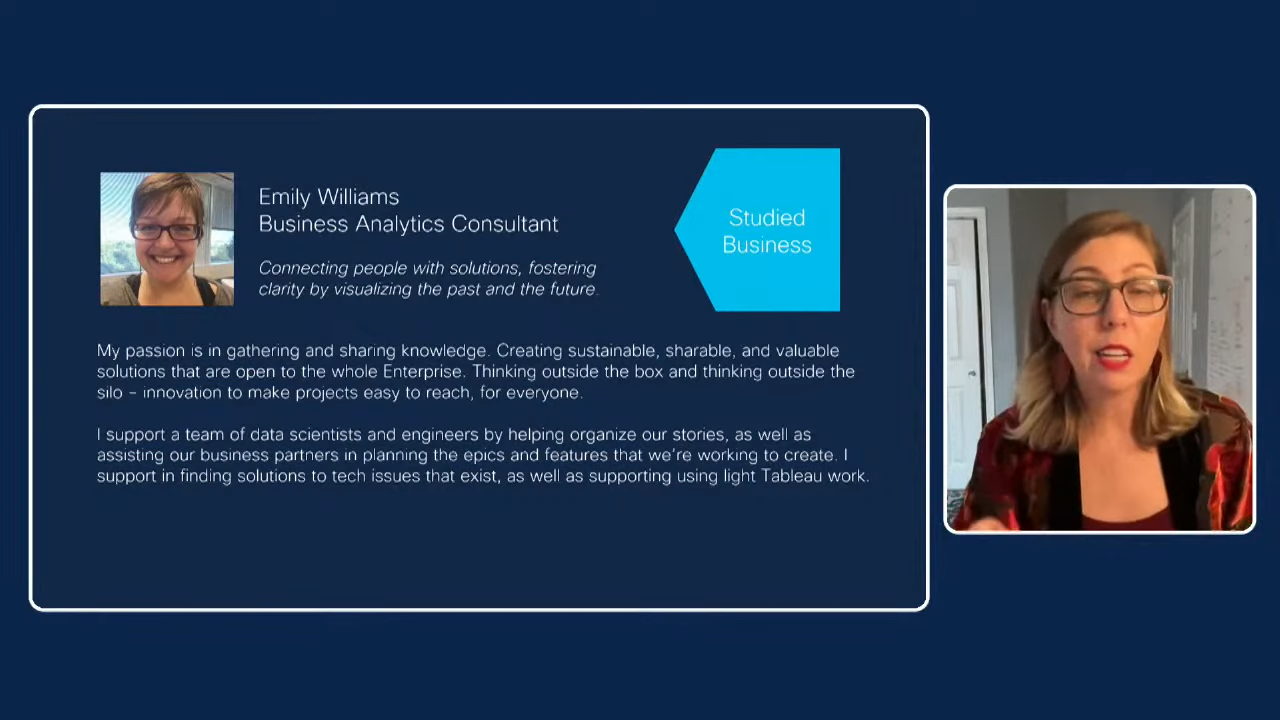 Emily Williams
Business Analytics Consultant
Connecting people with solutions, fostering
clarity by visualizing the past and the future.
Studied
Business
My passion is in gathering and sharing knowledge. Creating sustainable, sharable, and valuable
solutions that are open to the whole Enterprise. Thinking outside the box and thinking outside the
silo – innovation to make projects easy to reach, for everyone.
I support a team of data scientists and engineers by helping organize our stories, as well as
assisting our business partners in planning the epics and features that we're working to create. I
support in finding solutions to tech issues that exist, as well as supporting using light Tableau work.